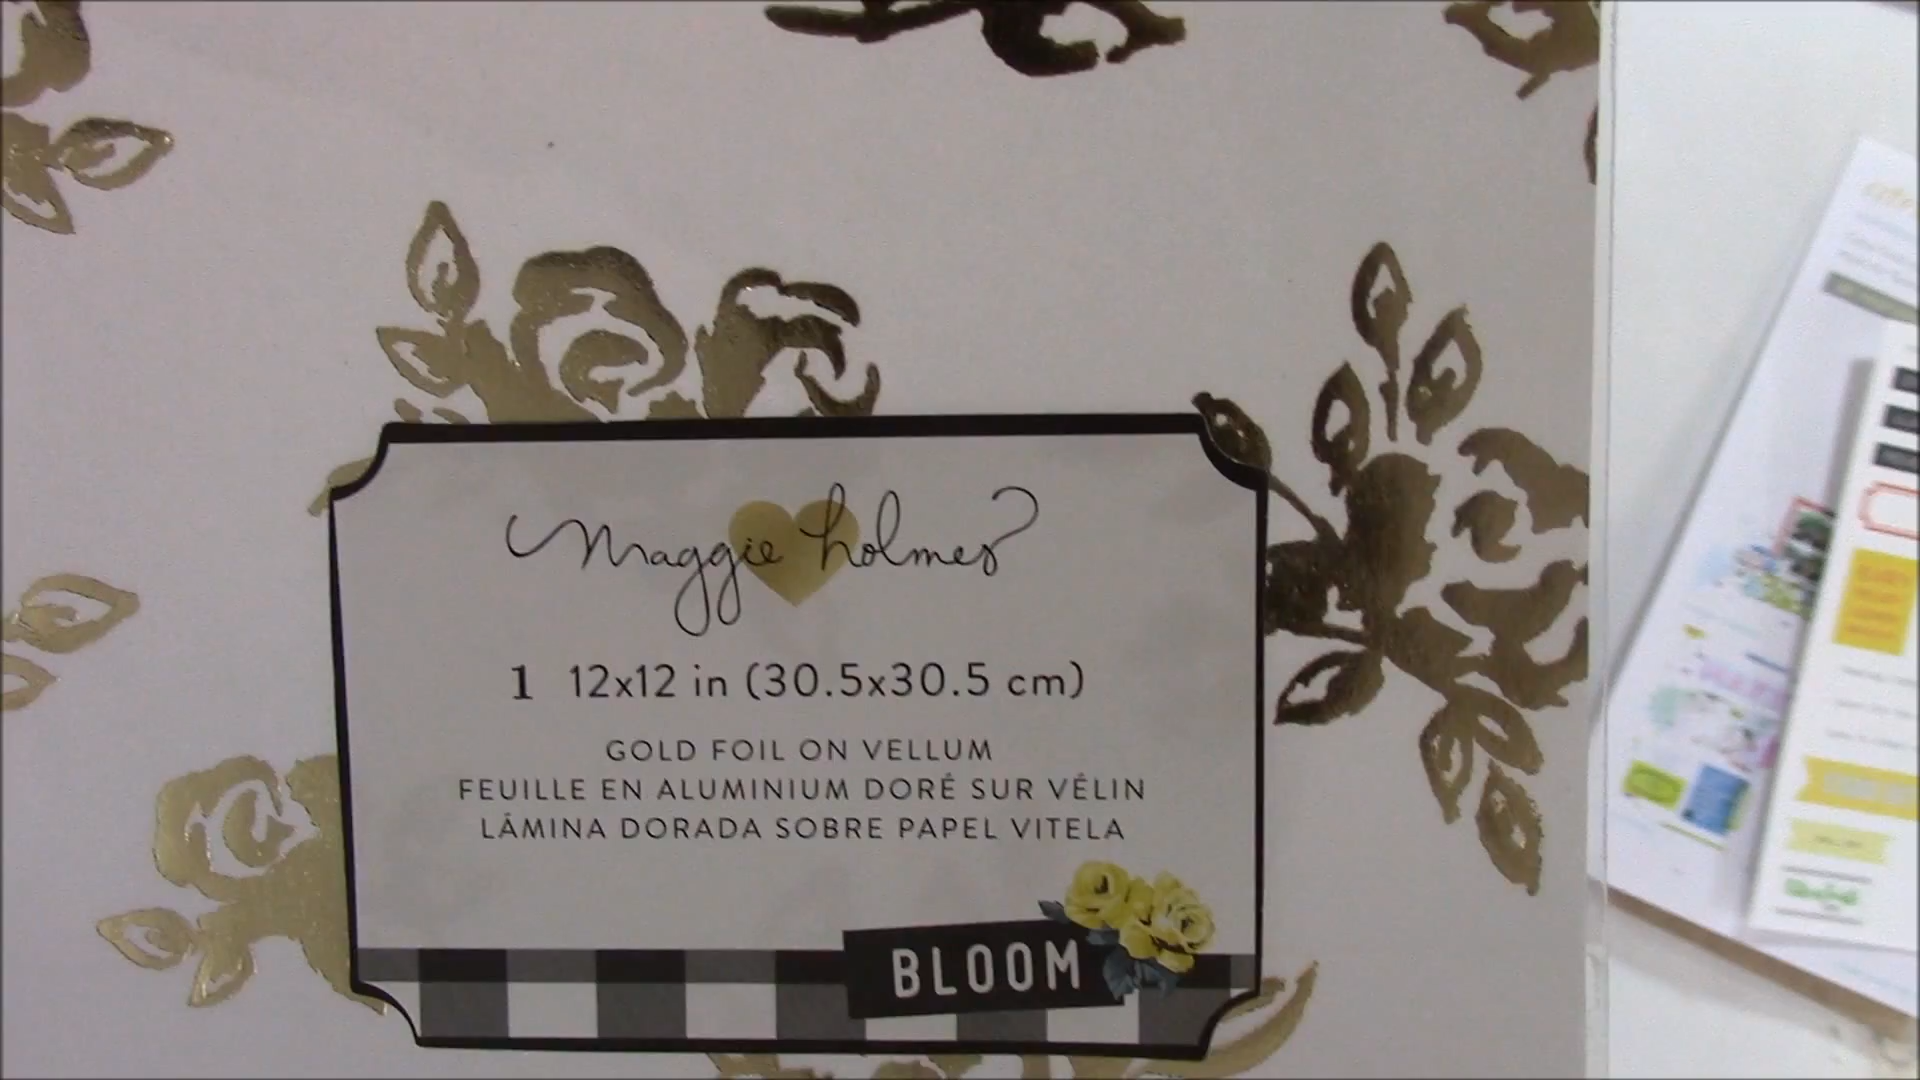 Maggie Holmes
1 12x12 in (30.5x30.5 cm)
GOLD FOIL ON VELLUM
FEUILLE EN ALUMINIUM DORÉ SUR VÉLIN
LÁMINA DORADA SOBRE PAPEL VITELA
BLOOM